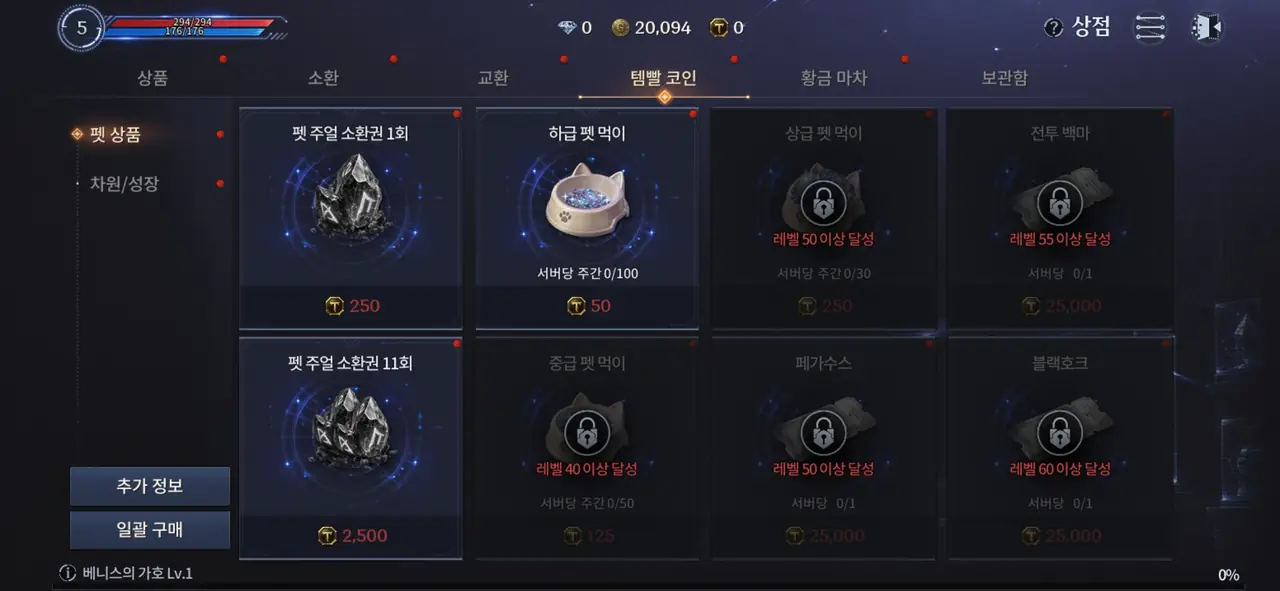 5
294/294
176/176
0
20,094
0
상점
상품
소환
교환
템빨 코인
황금 마차
보관함
펫 상품
차원/성장
펫 주얼 소환권 1회
250
하급 펫 먹이
서버당 주간 0/100
50
상급 펫 먹이
레벨 50 이상 달성
서버당 주간 0/30
250
전투 백마
레벨 55 이상 달성
서버당 0/1
25,000
펫 주얼 소환권 11회
2,500
중급 펫 먹이
레벨 40 이상 달성
서버당 주간 0/50
125
페가수스
레벨 50 이상 달성
서버당 0/1
25,000
블랙호크
레벨 60 이상 달성
서버당 0/1
25,000
추가 정보
일괄 구매
베니스의 가호 Lv.1
0%